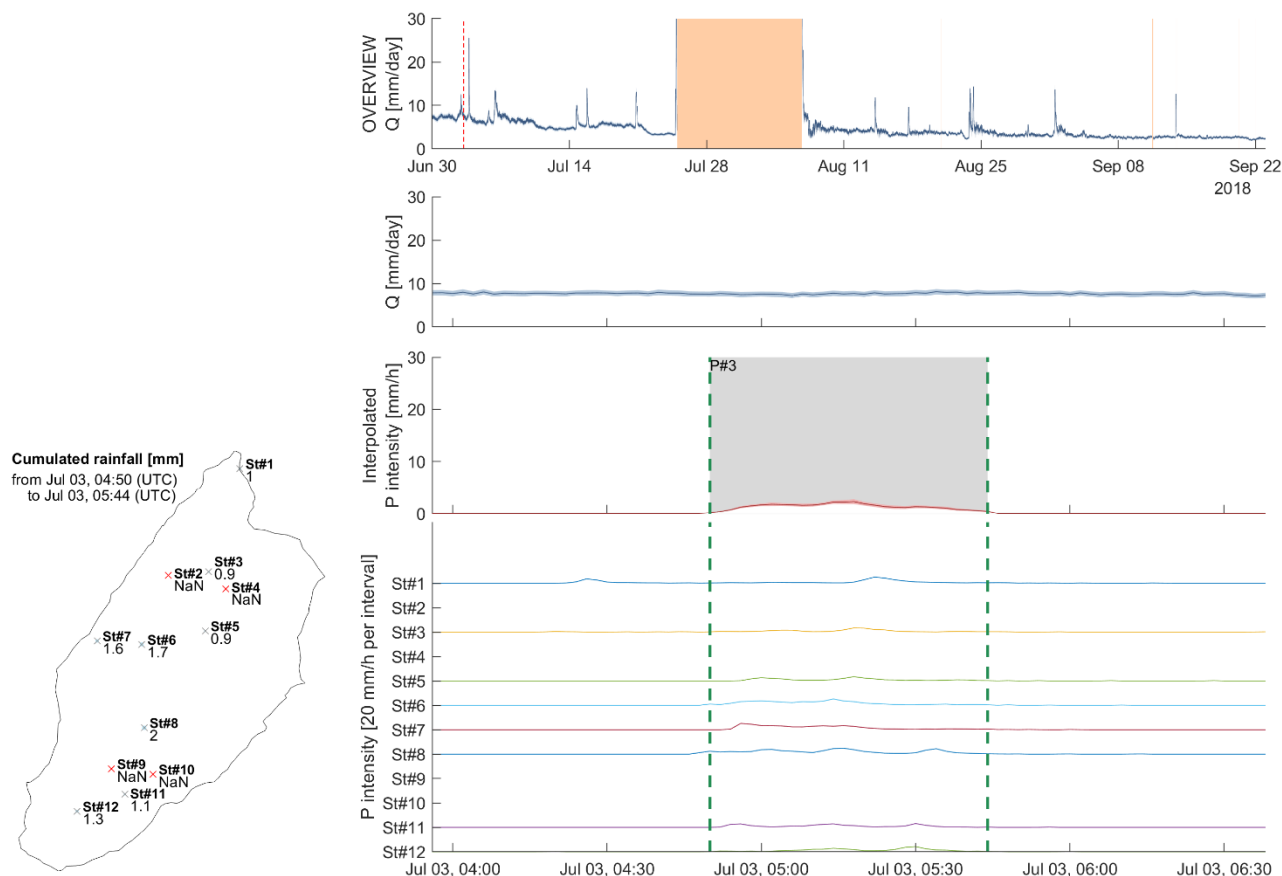 OVERVIEW
Q [mm/day]
30
20
10
0
Jun 30
Jul 14
Jul 28
Aug 11
Aug 25
Sep 08
Sep 22
2018
Q [mm/day]
30
20
10
0
Interpolated
P intensity [mm/h]
30
20
10
0
P#3
P intensity [20 mm/h per interval]
St#1
St#2
St#3
St#4
St#5
St#6
St#7
St#8
St#9
St#10
St#11
St#12
Jul 03, 04:00
Jul 03, 04:30
Jul 03, 05:00
Jul 03, 05:30
Jul 03, 06:00
Jul 03, 06:30
Cumulated rainfall [mm]
from Jul 03, 04:50 (UTC)
to Jul 03, 05:44 (UTC)
St#1
1
St#2
NaN
St#3
0.9
St#4
NaN
St#5
0.9
St#7
1.6
St#6
1.7
St#8
2
St#9
NaN
St#10
NaN
St#11
1.1
St#12
1.3